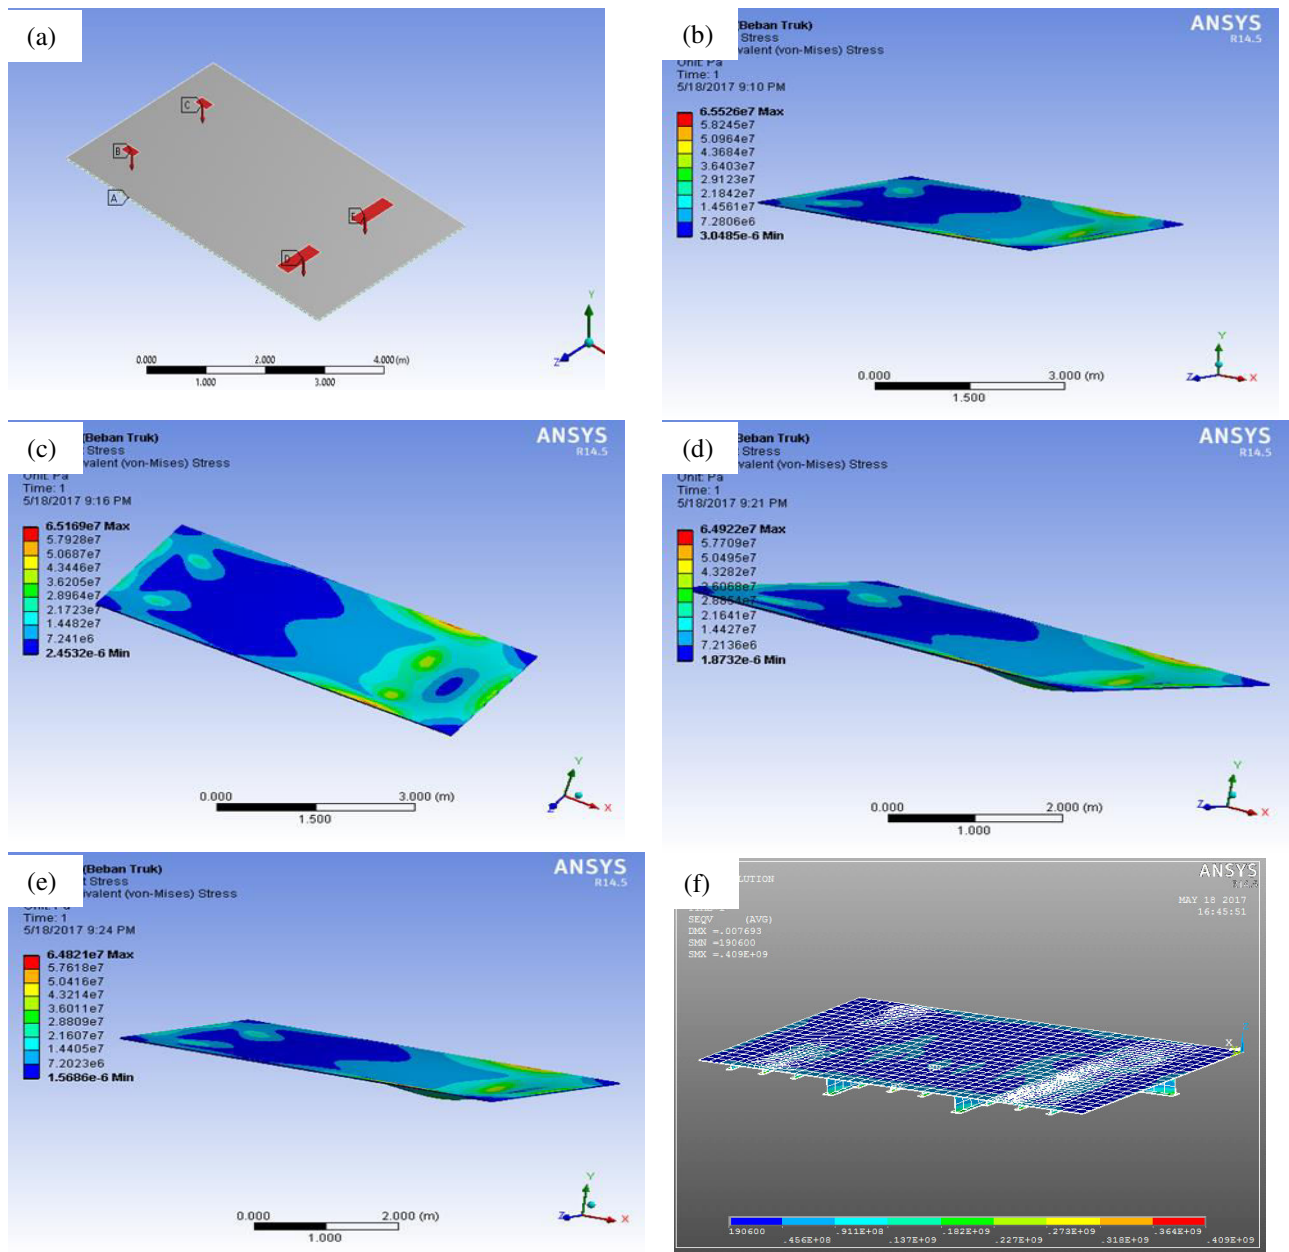 (a)
C
B
A
E
D
Y
Z
0.000
2.000
4.000 (m)
1.000
3.000
(b)
(Beban Truk)
Stress
valent (von-Mises) Stress
Unit: Pa
Time: 1
5/18/2017 9:10 PM
ANSYS
R14.5
6.5526e7 Max
5.8245e7
5.0964e7
4.3684e7
3.6403e7
2.9123e7
2.1842e7
1.4561e7
7.2806e6
3.0485e-6 Min
0.000
3.000 (m)
1.500
Y
Z
X
(c)
(Beban Truk)
Stress
valent (von-Mises) Stress
Unit: Pa
Time: 1
5/18/2017 9:16 PM
ANSYS
R14.5
6.5169e7 Max
5.7928e7
5.0687e7
4.3446e7
3.6205e7
2.8964e7
2.1723e7
1.4482e7
7.241e6
2.4532e-6 Min
0.000
3.000 (m)
1.500
Y
Z
X
(d)
Beban Truk)
Stress
valent (von-Mises) Stress
Unit: Pa
Time: 1
5/18/2017 9:21 PM
ANSYS
R14.5
6.4922e7 Max
5.7709e7
5.0495e7
4.3282e7
3.6068e7
2.8854e7
2.1641e7
1.4427e7
7.2136e6
1.8732e-6 Min
0.000
2.000 (m)
1.000
Y
Z
X
(e)
(Beban Truk)
t Stress
ivalent (von-Mises) Stress
Time: 1
5/18/2017 9:24 PM
ANSYS
R14.5
6.4821e7 Max
5.7618e7
5.0416e7
4.3214e7
3.6011e7
2.8809e7
2.1607e7
1.4405e7
7.2023e6
1.5686e-6 Min
0.000
2.000 (m)
1.000
Y
Z
X
(f)
LUTION
SEQV (AVG)
DMX =.007693
SMN =190600
SMX =.409E+09
ANSYS
R14.5
MAY 18 2017
16:45:51
X
190600
.911E+08
.182E+09
.273E+09
.364E+09
.456E+08
.137E+09
.227E+09
.318E+09
.409E+09